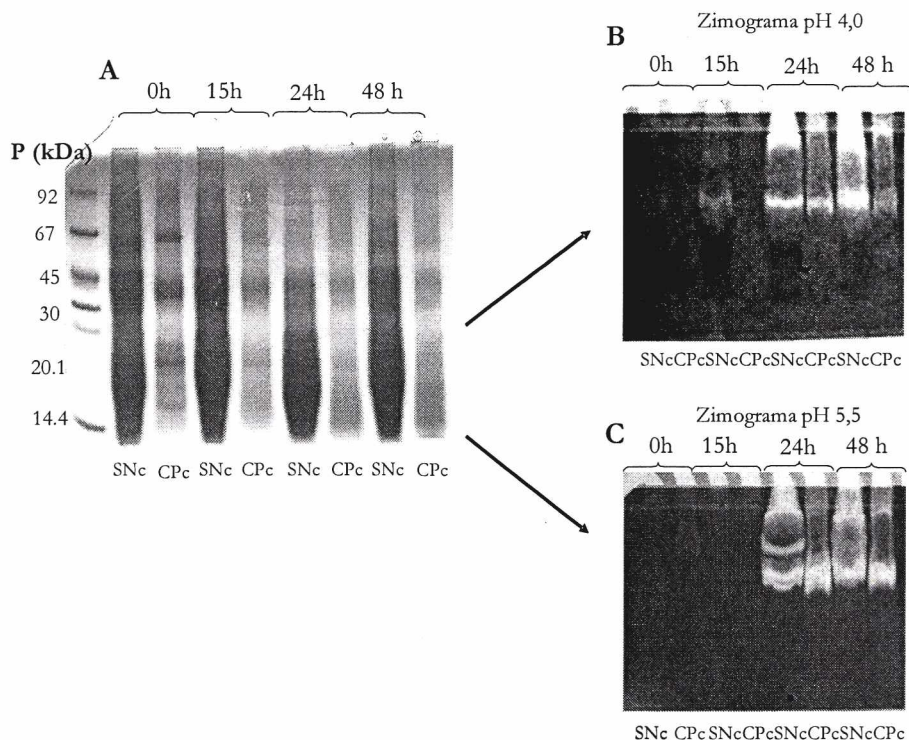 A
0h 15h 24h 48 h
P (kDa)
92
67
45
30
20.1
14.4
SNc CPc SNc CPc SNc CPc SNc CPc
Zimograma pH 4,0
B
0h 15h 24h 48 h
SNcCPcSNcCPcSNcCPcSNcCPc
Zimograma pH 5,5
C
0h 15h 24h 48 h
SNc CPc SNcCPcSNcCPcSNcCPc